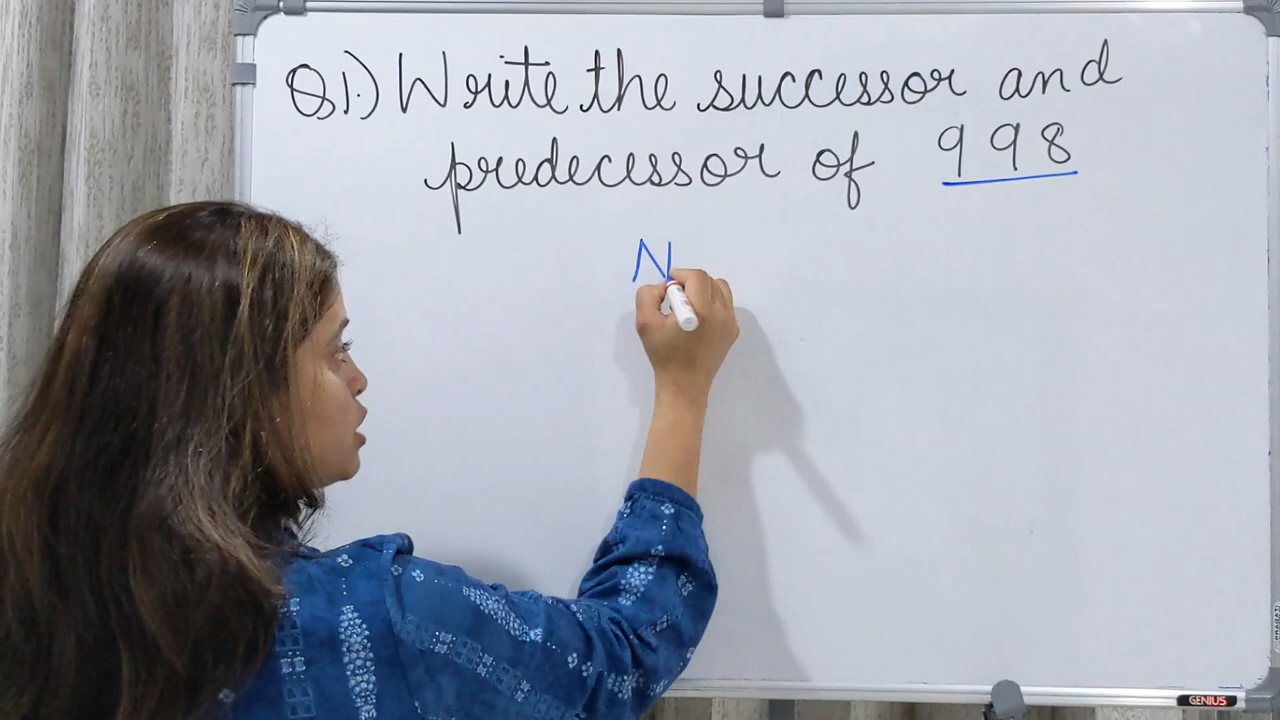 Q1.) Write the successor and
predecessor of 998
N
GENIUS